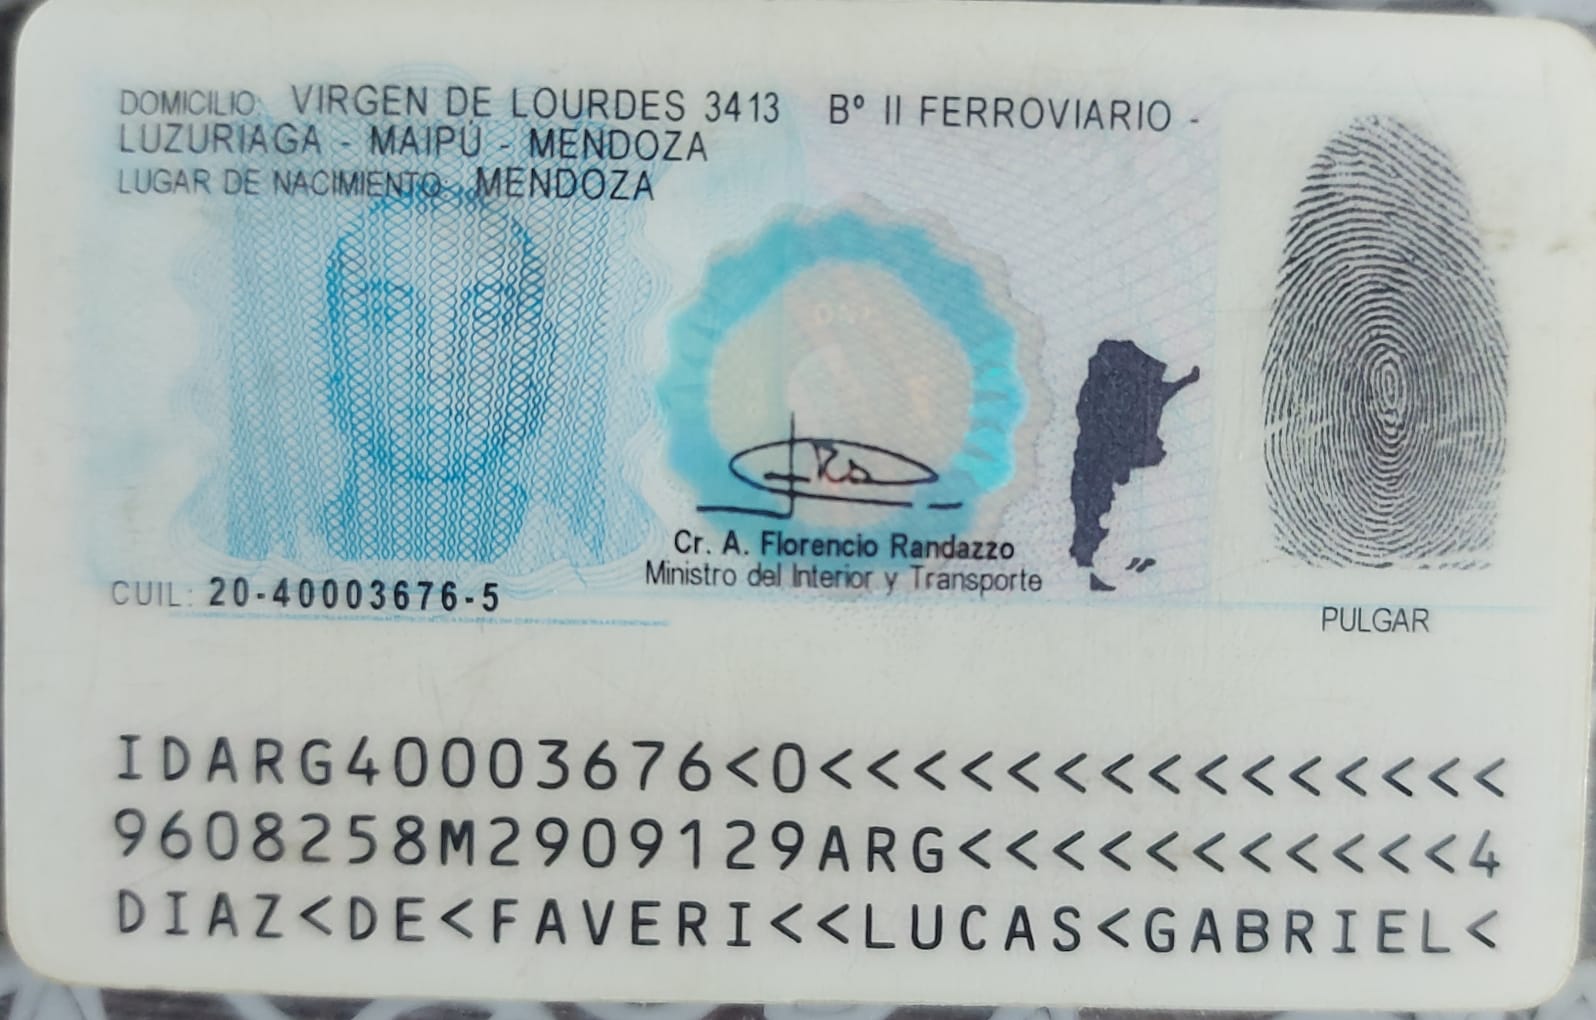 DOMICILIO: VIRGEN DE LOURDES 3413 Bº II FERROVIARIO -
LUZURIAGA - MAIPÚ - MENDOZA
LUGAR DE NACIMIENTO: MENDOZA
Cr. A. Florencio Randazzo
Ministro del Interior y Transporte
CUIL: 20-40003676-5
PULGAR
IDARG40003676<0<<<<<<<<<<<<<<<
9608258M2909129ARG<<<<<<<<<<<4
DIAZ<DE<FAVERI<<LUCAS<GABRIEL<